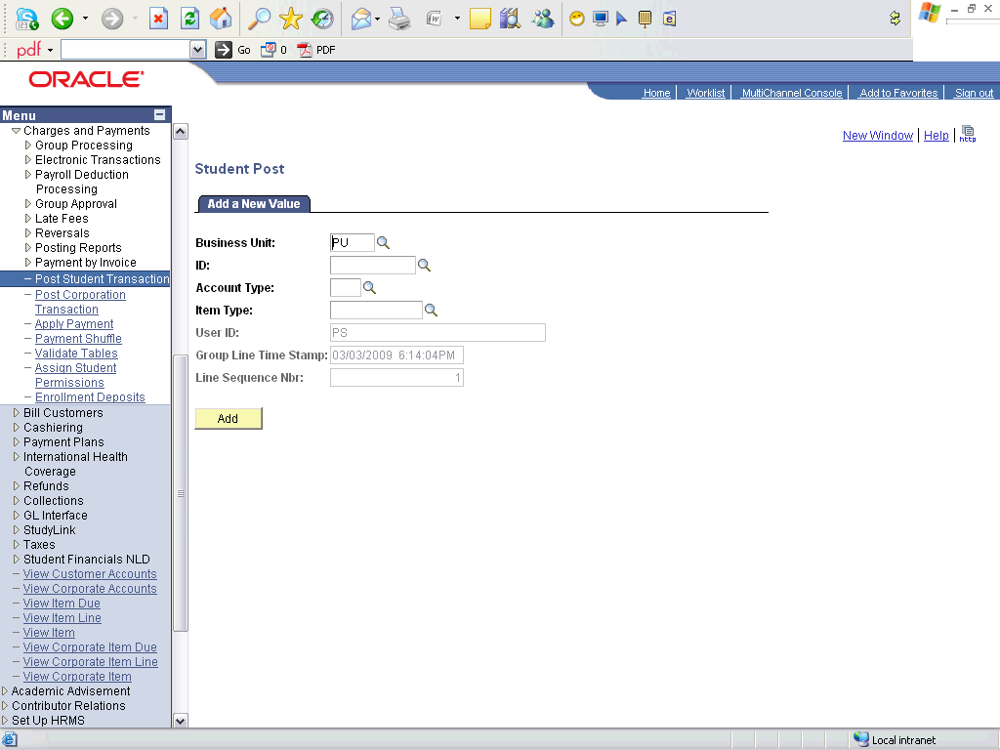 123
W
e
pdf
Go
0
PDF
ORACLE
Home
Worklist
MultiChannel Console
Add to Favorites
Sign out
Menu
New Window
Help
http
Charges and Payments
Group Processing
Electronic Transactions
Payroll Deduction
Processing
Group Approval
Late Fees
Reversals
Posting Reports
Payment by Invoice
– Post Student Transaction
– Post Corporation
Transaction
– Apply Payment
– Payment Shuffle
– Validate Tables
– Assign Student
Permissions
– Enrollment Deposits
Bill Customers
Cashiering
Payment Plans
International Health
Coverage
Refunds
Collections
GL Interface
StudyLink
Taxes
Student Financials NLD
– View Customer Accounts
– View Corporate Accounts
– View Item Due
– View Item Line
– View Item
– View Corporate Item Due
– View Corporate Item Line
– View Corporate Item
Academic Advisement
Contributor Relations
Set Up HRMS
Student Post
Add a New Value
Business Unit: PU
ID:
Account Type:
Item Type:
User ID: PS
Group Line Time Stamp: 03/03/2009 6:14:04PM
Line Sequence Nbr: 1
Add
Local intranet